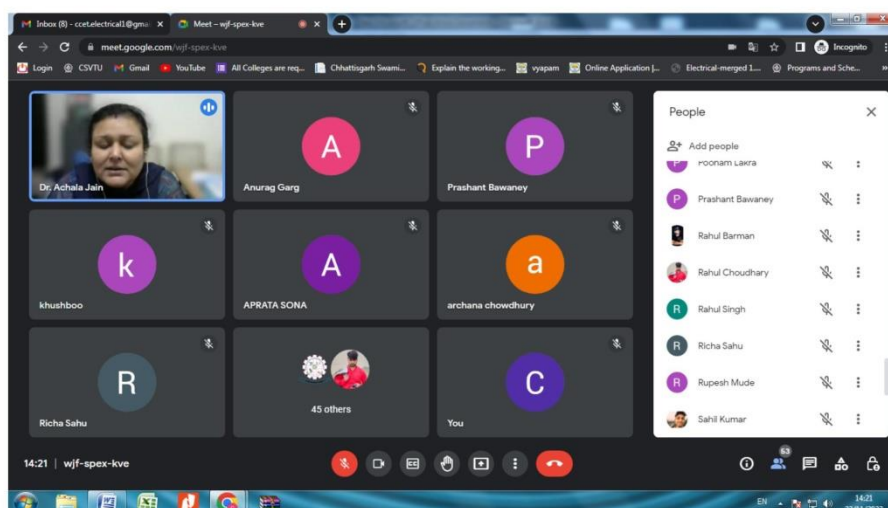 Inbox (8) - ccet.electrical1@gma
Meet – wjf-spex-kve
meet.google.com/wjf-spex-kve
Incognito
Login
CSVTU
Gmail
YouTube
All Colleges are req...
Chhattisgarh Swami...
Explain the working...
vyapam
Online Application |...
Electrical-merged 1....
Programs and Sche...
Dr. Achala Jain
A
Anurag Garg
P
Prashant Bawaney
k
khushboo
A
APRATA SONA
a
archana chowdhury
R
Richa Sahu
45 others
C
You
People
Add people
P Poonam Lakra
P Prashant Bawaney
Rahul Barman
Rahul Choudhary
R Rahul Singh
R Richa Sahu
R Rupesh Mude
Sahil Kumar
14:21 | wjf-spex-kve
CC
53
EN
14:21